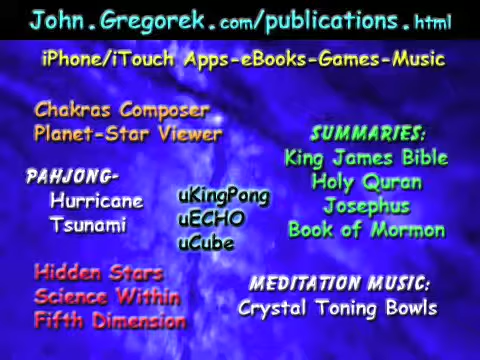 John.Gregorek.com/publications.html
iPhone/iTouch Apps-eBooks-Games-Music
Chakras Composer
Planet-Star Viewer
PAHJONG-
Hurricane
Tsunami
uKingPong
uECHO
uCube
Hidden Stars
Science Within
Fifth Dimension
SUMMARIES:
King James Bible
Holy Quran
Josephus
Book of Mormon
MEDITATION MUSIC:
Crystal Toning Bowls